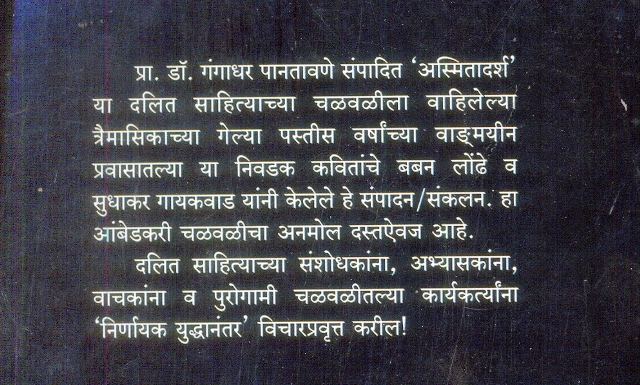 प्रा. डॉ. गंगाधर पानतावणे संपादित ‘अस्मितादर्श’
या दलित साहित्याच्या चळवळीला वाहिलेल्या
त्रैमासिकाच्या गेल्या पस्तीस वर्षांच्या वाङ्मयीन
प्रवासातल्या या निवडक कवितांचे बबन लोंढे व
सुधाकर गायकवाड यांनी केलेले हे संपादन/संकलन. हा
आंबेडकरी चळवळीचा अनमोल दस्तऐवज आहे.
दलित साहित्याच्या संशोधकांना, अभ्यासकांना,
वाचकांना व पुरोगामी चळवळीतल्या कार्यकर्त्यांना
‘निर्णायक युद्धानंतर’ विचारप्रवृत्त करील!